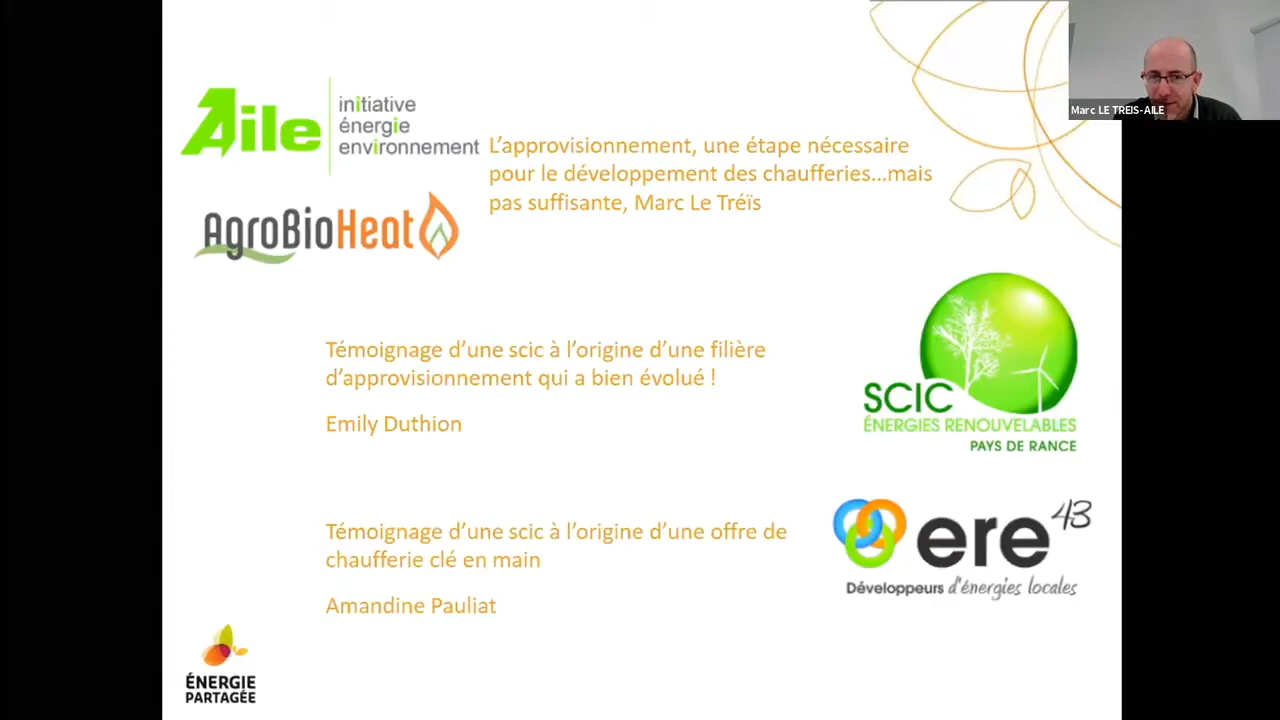 Aile
initiative
énergie
environnement
L'approvisionnement, une étape nécessaire
pour le développement des chaufferies...mais
pas suffisante, Marc Le Tréïs
Marc LE TREIS-AILE
AgroBioHeat
Témoignage d'une scic à l'origine d'une filière
d'approvisionnement qui a bien évolué !
Emily Duthion
SCIC
ÉNERGIES RENOUVELABLES
PAYS DE RANCE
Témoignage d'une scic à l'origine d'une offre de
chaufferie clé en main
Amandine Pauliat
ere 43
Développeurs d'énergies locales
ÉNERGIE
PARTAGÉE